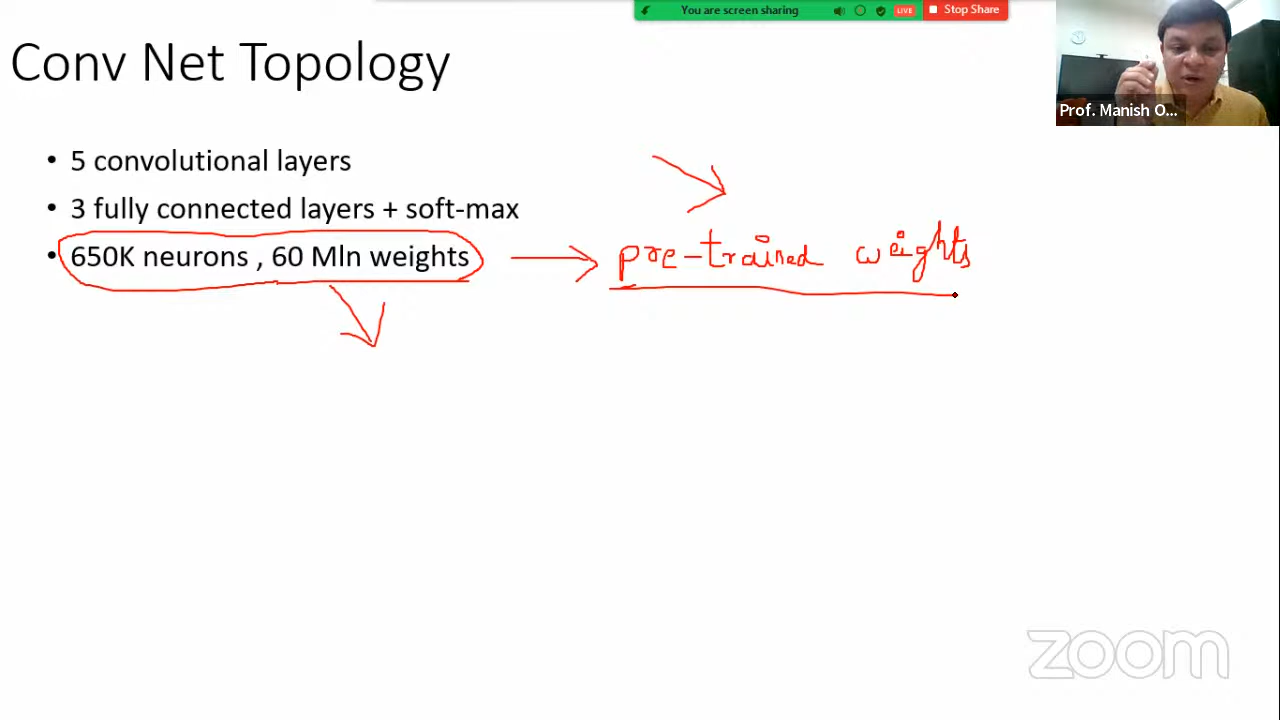 You are screen sharing
LIVE
Stop Share
Conv Net Topology
Prof. Manish O...
• 5 convolutional layers
• 3 fully connected layers + soft-max
• 650K neurons , 60 Mln weights
pre-trained weights
zoom